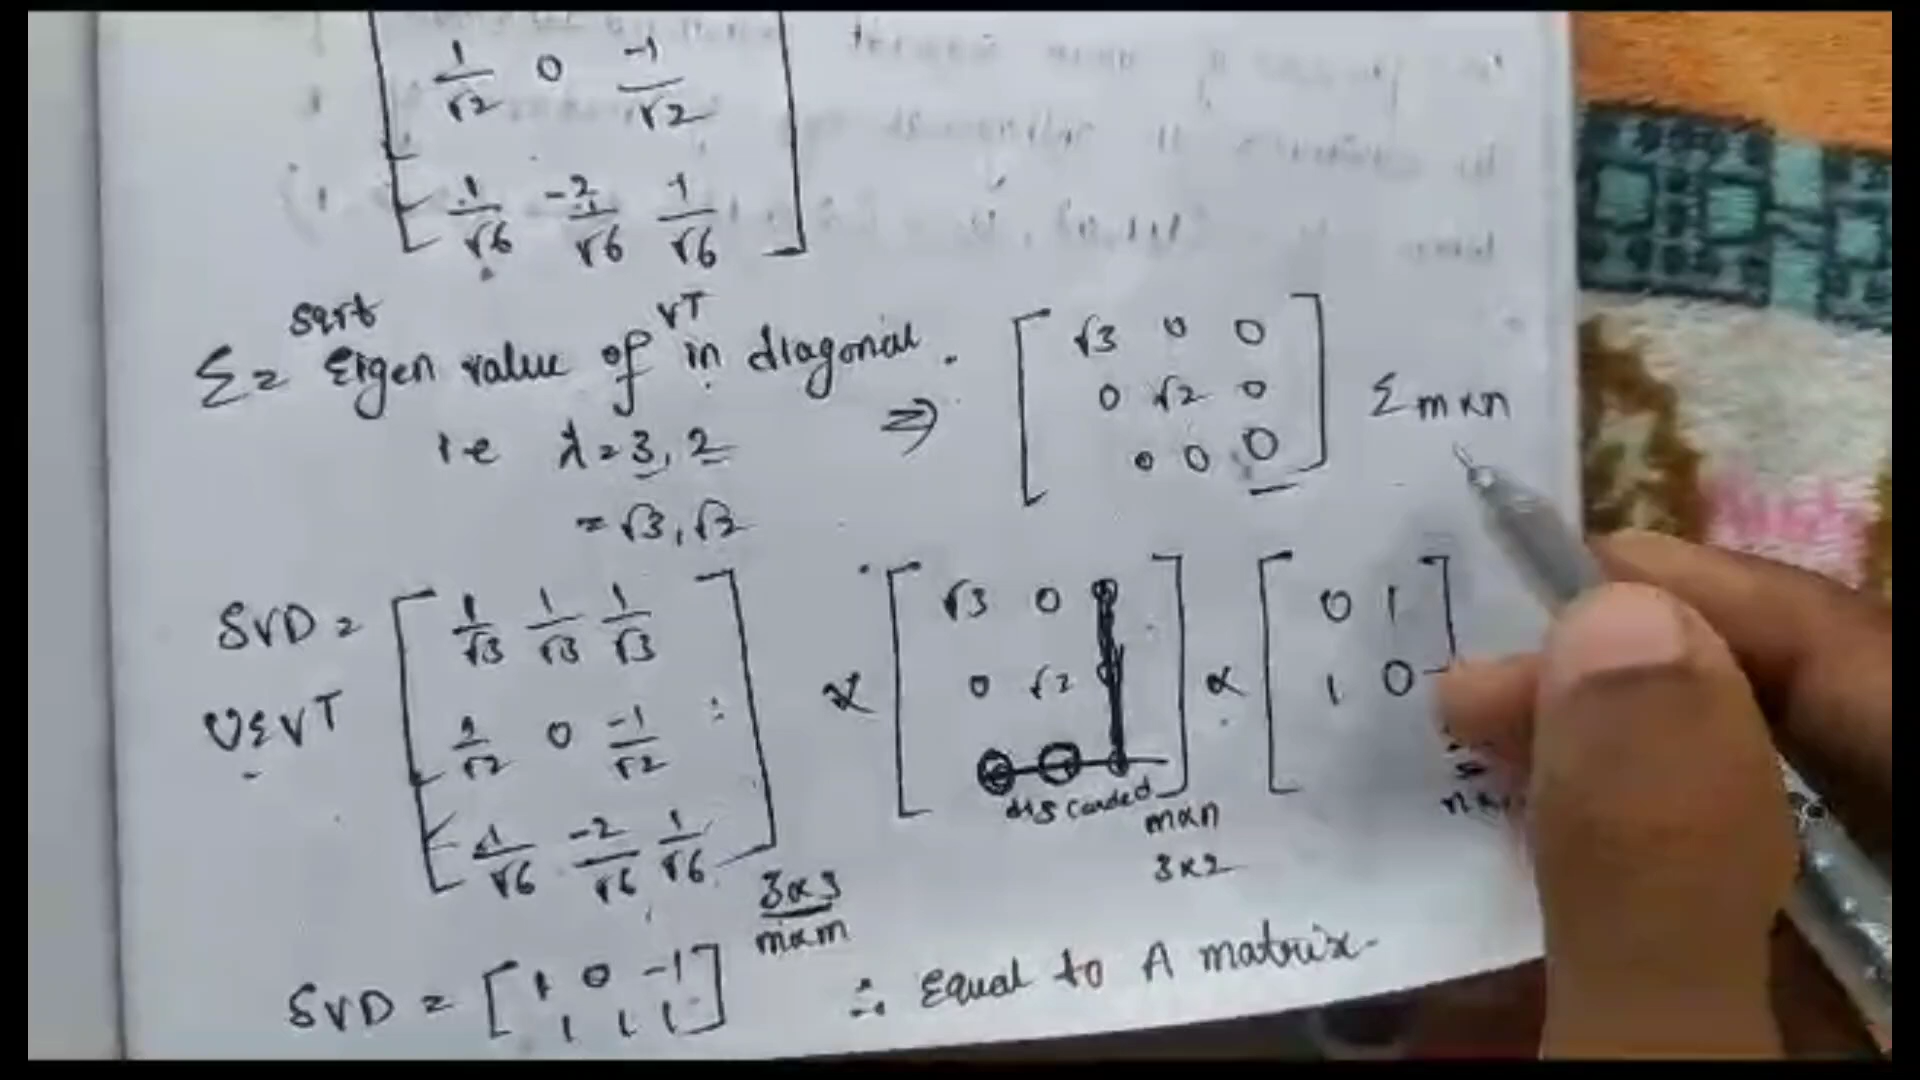 1/√2 0 -1/√2
1/√6 -2/√6 1/√6
sqrt VT
Σ = Eigen value of in diagonal.
i.e λ = 3, 2
= √3, √2
⇒
√3 0 0
0 √2 0
0 0 0
Σ m×n
SVD =
UΣVT
1/√3 1/√3 1/√3
1/√2 0 -1/√2
1/√6 -2/√6 1/√6
3×3
m×m
×
√3 0
0 √2
discarded
m×n
3×2
×
0 1
1 0
SVD = [1 0 -1
1 1 1]
∴ Equal to A matrix.